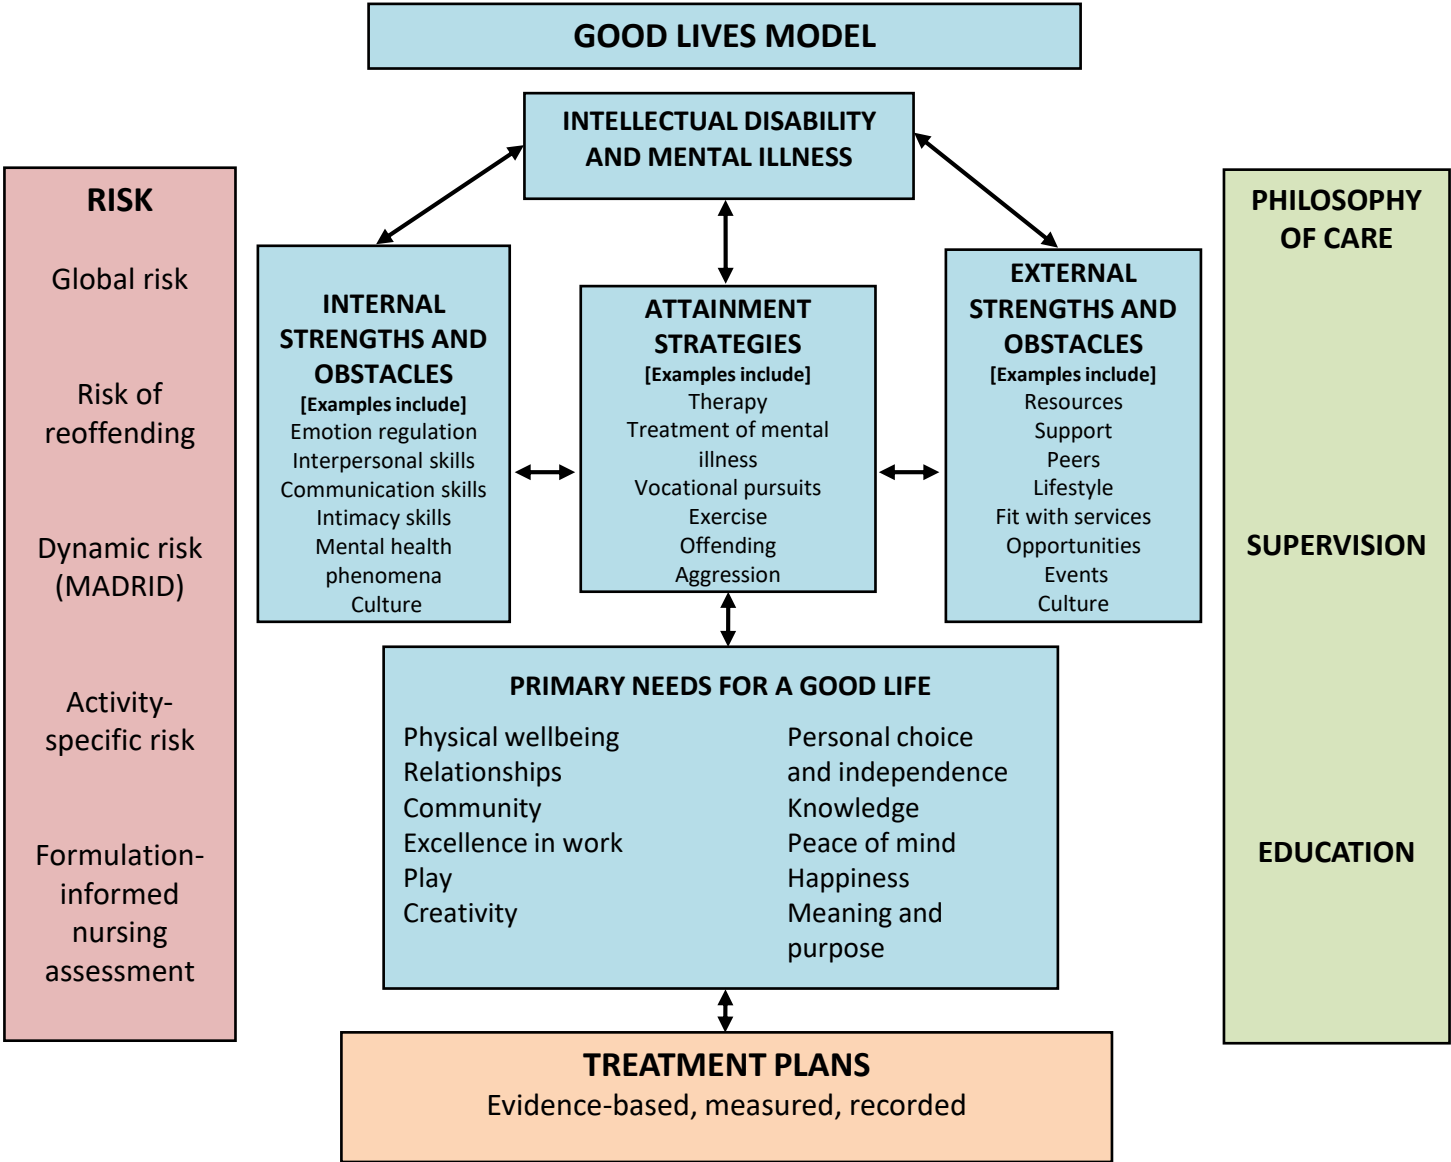 GOOD LIVES MODEL
INTELLECTUAL DISABILITY
AND MENTAL ILLNESS
RISK
Global risk
Risk of
reoffending
Dynamic risk
(MADRID)
Activity-
specific risk
Formulation-
informed
nursing
assessment
INTERNAL
STRENGTHS AND
OBSTACLES
[Examples include]
Emotion regulation
Interpersonal skills
Communication skills
Intimacy skills
Mental health
phenomena
Culture
ATTAINMENT
STRATEGIES
[Examples include]
Therapy
Treatment of mental
illness
Vocational pursuits
Exercise
Offending
Aggression
EXTERNAL
STRENGTHS AND
OBSTACLES
[Examples include]
Resources
Support
Peers
Lifestyle
Fit with services
Opportunities
Events
Culture
PHILOSOPHY
OF CARE
SUPERVISION
EDUCATION
PRIMARY NEEDS FOR A GOOD LIFE
Physical wellbeing
Relationships
Community
Excellence in work
Play
Creativity
Personal choice
and independence
Knowledge
Peace of mind
Happiness
Meaning and
purpose
TREATMENT PLANS
Evidence-based, measured, recorded